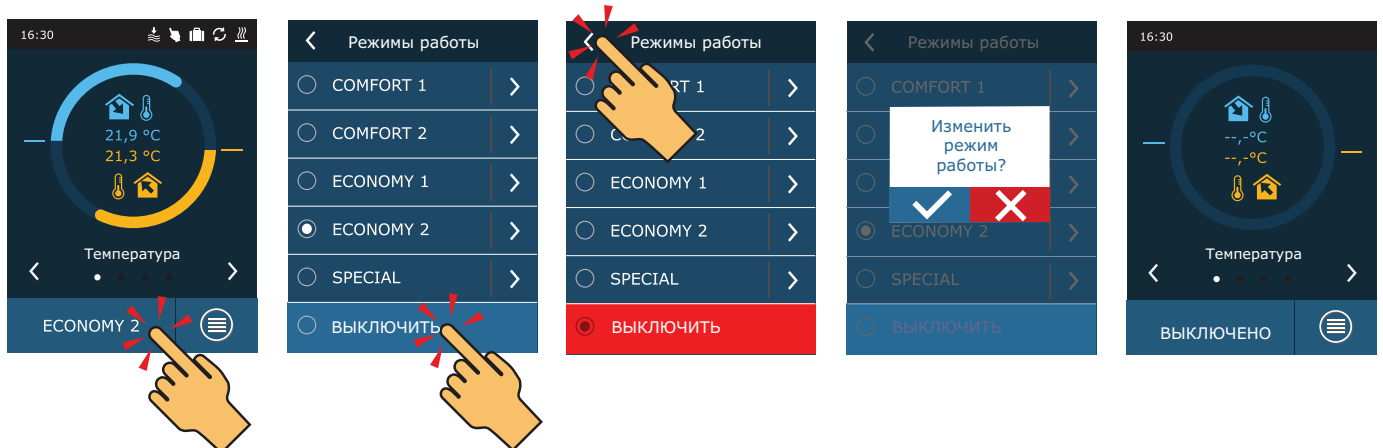 16:30
21,9 °C
21,3 °C
Температура
ECONOMY 2
Режимы работы
COMFORT 1
COMFORT 2
ECONOMY 1
ECONOMY 2
SPECIAL
ВЫКЛЮЧИТЬ
Режимы работы
RT 1
2
ECONOMY 1
ECONOMY 2
SPECIAL
ВЫКЛЮЧИТЬ
Режимы работы
COMFORT 1
Изменить
режим
работы?
ECONOMY 2
SPECIAL
ВЫКЛЮЧИТЬ
16:30
--,-°C
--,-°C
Температура
ВЫКЛЮЧЕНО